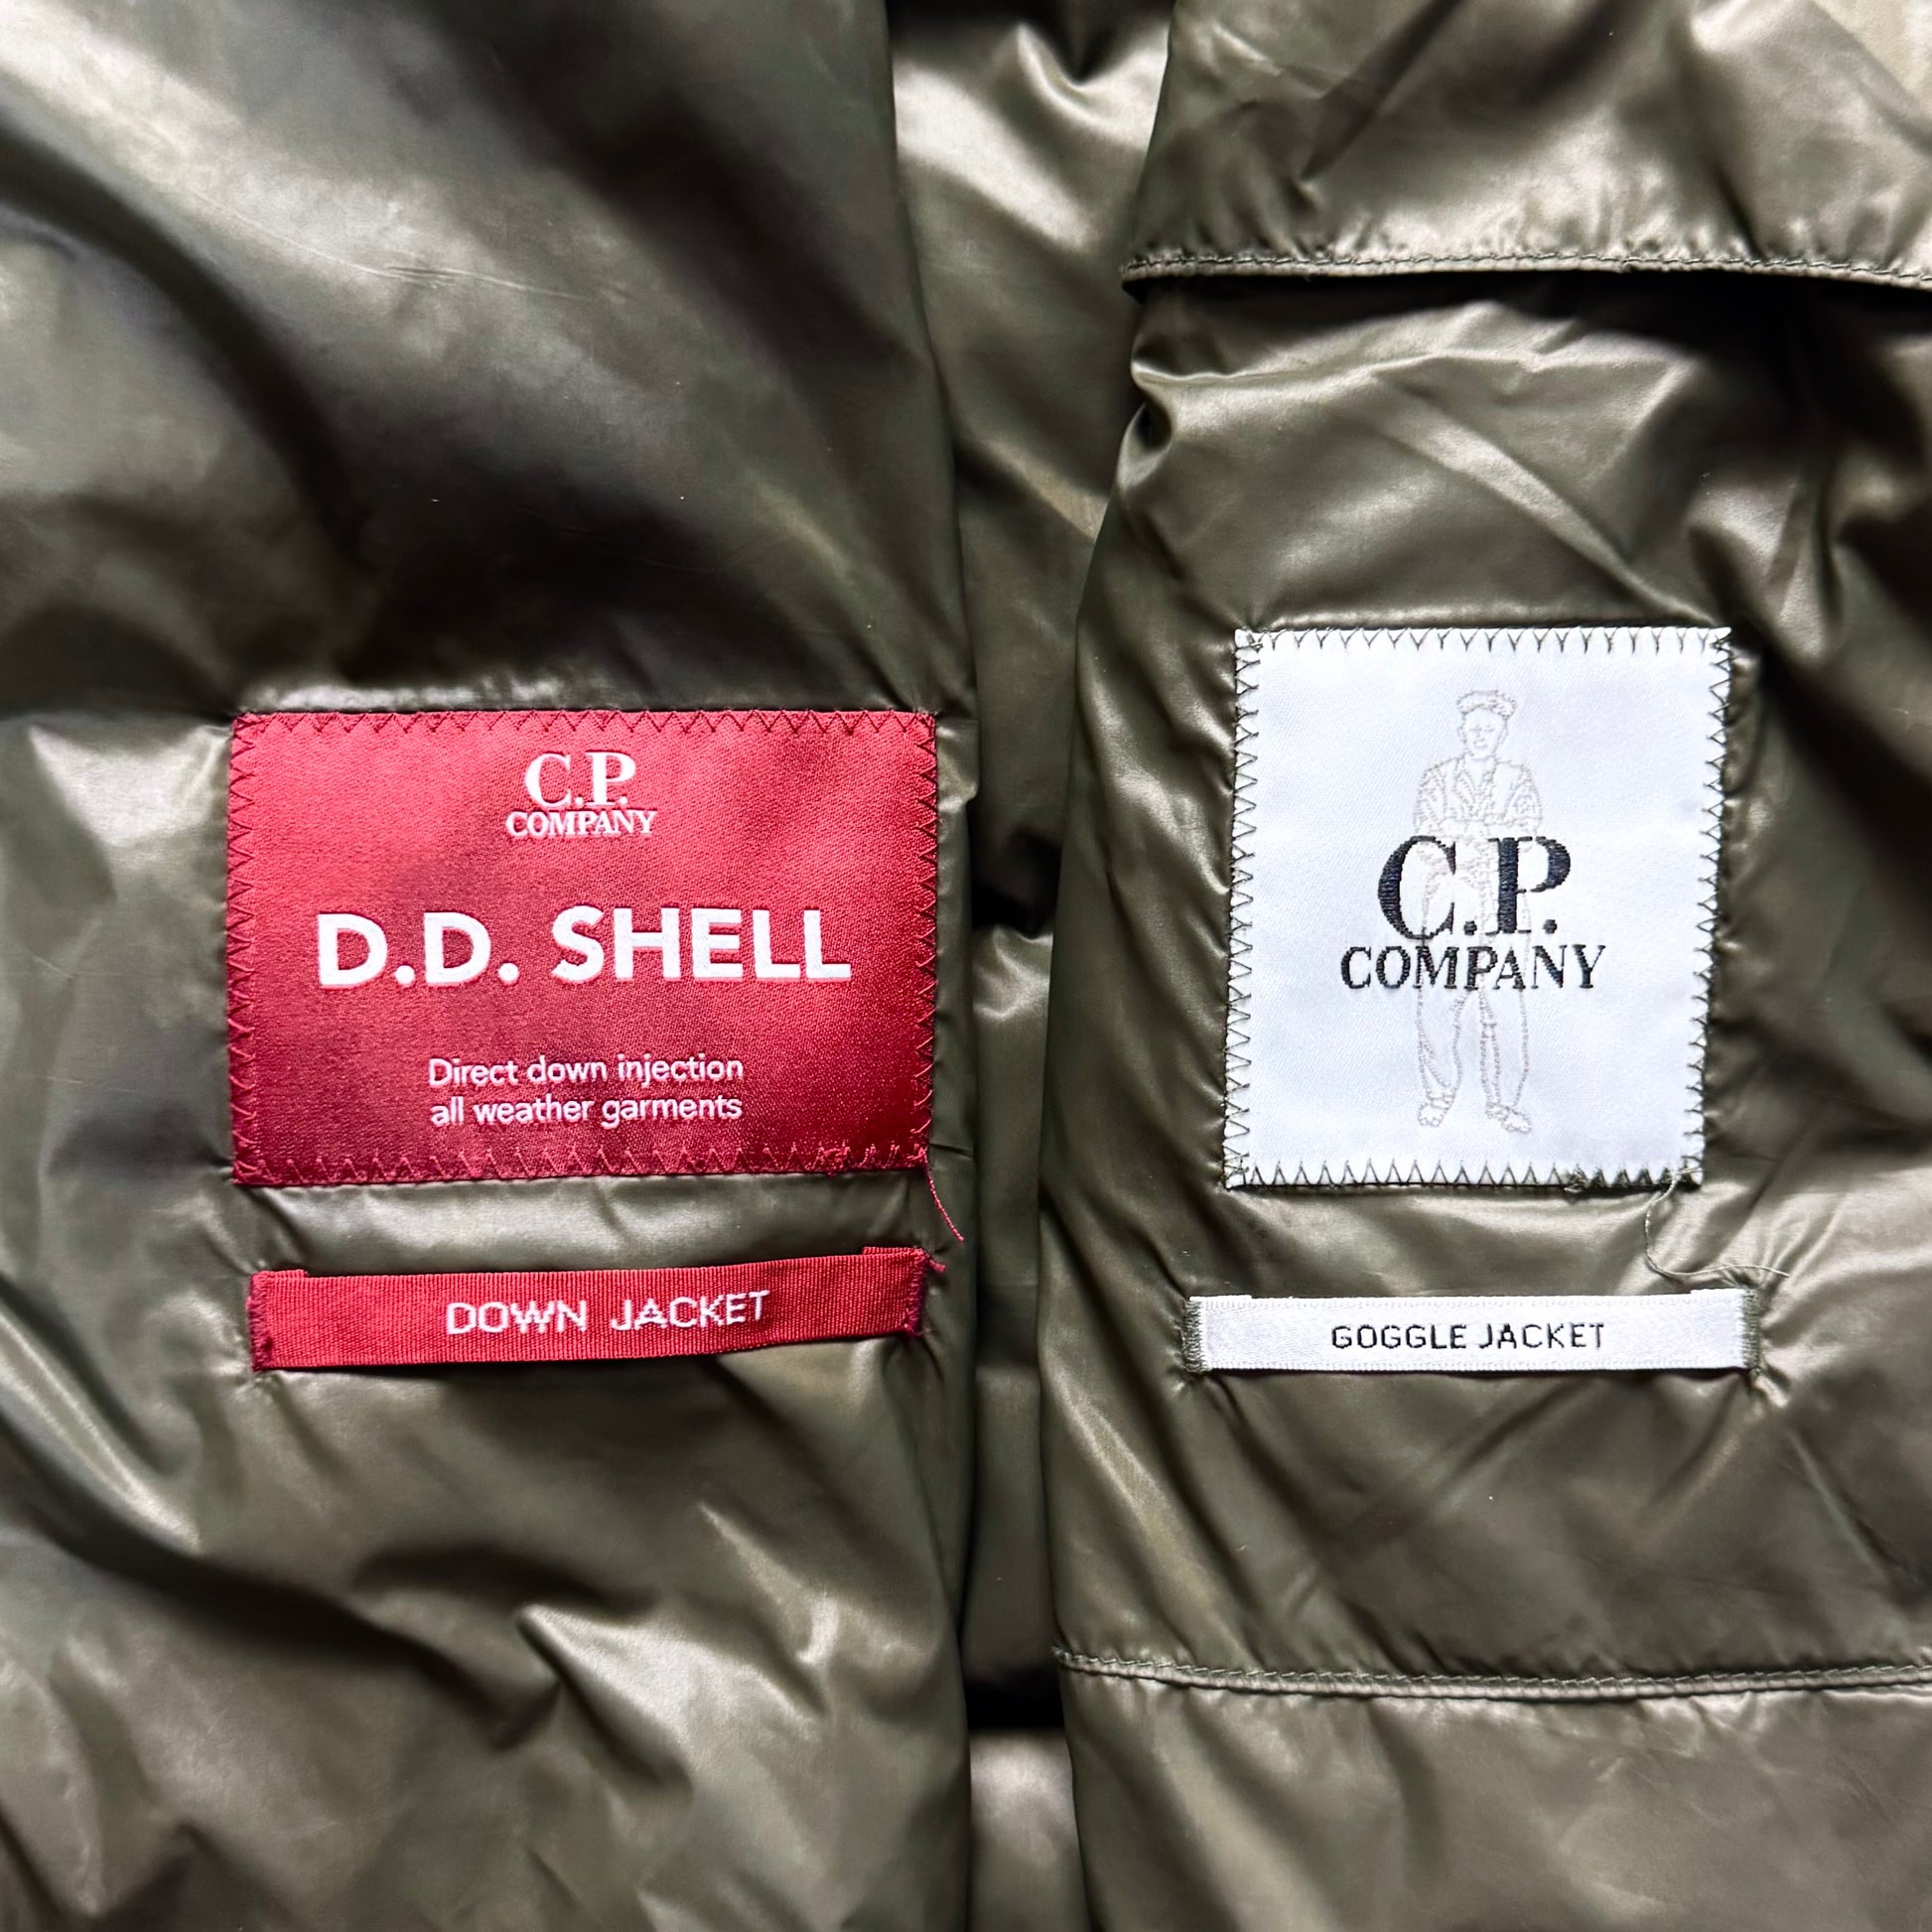 C.P.
COMPANY
D.D. SHELL
Direct down injection
all weather garments
DOWN JACKET
C.P.
COMPANY
GOGGLE JACKET